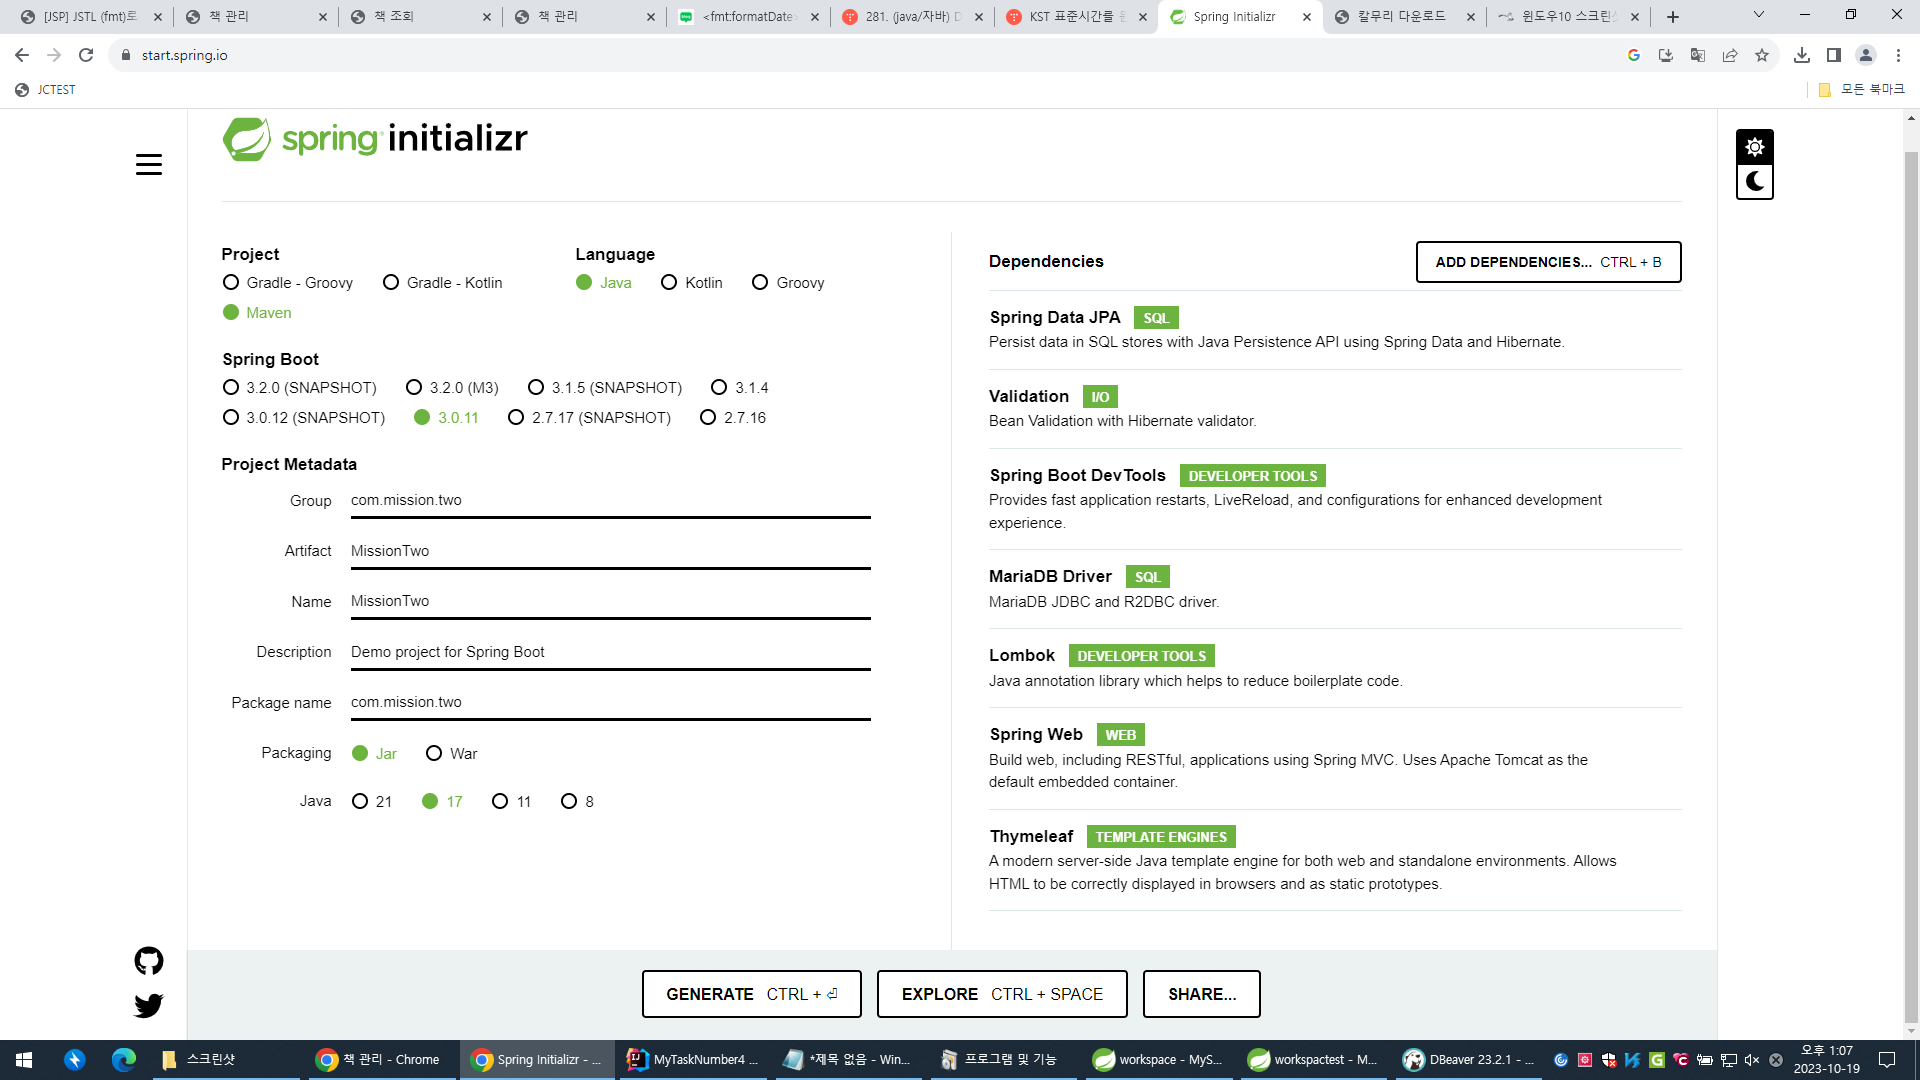 [JSP] JSTL (fmt)로
책 관리
책 조회
책 관리
<fmt:formatDate>
281. (java/자바) D
KST 표준시간를 원
Spring Initializr
칼무리 다운로드
윈도우10 스크린샷
start.spring.io
JCTEST
모든 북마크
spring initializr
Project
Gradle - Groovy
Gradle - Kotlin
Maven
Language
Java
Kotlin
Groovy
Spring Boot
3.2.0 (SNAPSHOT)
3.2.0 (M3)
3.1.5 (SNAPSHOT)
3.1.4
3.0.12 (SNAPSHOT)
3.0.11
2.7.17 (SNAPSHOT)
2.7.16
Project Metadata
Group com.mission.two
Artifact MissionTwo
Name MissionTwo
Description Demo project for Spring Boot
Package name com.mission.two
Packaging Jar War
Java 21 17 11 8
Dependencies
ADD DEPENDENCIES... CTRL + B
Spring Data JPA SQL
Persist data in SQL stores with Java Persistence API using Spring Data and Hibernate.
Validation I/O
Bean Validation with Hibernate validator.
Spring Boot DevTools DEVELOPER TOOLS
Provides fast application restarts, LiveReload, and configurations for enhanced development
experience.
MariaDB Driver SQL
MariaDB JDBC and R2DBC driver.
Lombok DEVELOPER TOOLS
Java annotation library which helps to reduce boilerplate code.
Spring Web WEB
Build web, including RESTful, applications using Spring MVC. Uses Apache Tomcat as the
default embedded container.
Thymeleaf TEMPLATE ENGINES
A modern server-side Java template engine for both web and standalone environments. Allows
HTML to be correctly displayed in browsers and as static prototypes.
GENERATE CTRL + ⏎
EXPLORE CTRL + SPACE
SHARE...
스크린샷
책 관리 - Chrome
Spring Initializr - ...
MyTaskNumber4 ...
*제목 없음 - Win...
프로그램 및 기능
workspace - MyS...
workspactest - M...
DBeaver 23.2.1 - ...
오후 1:07
2023-10-19